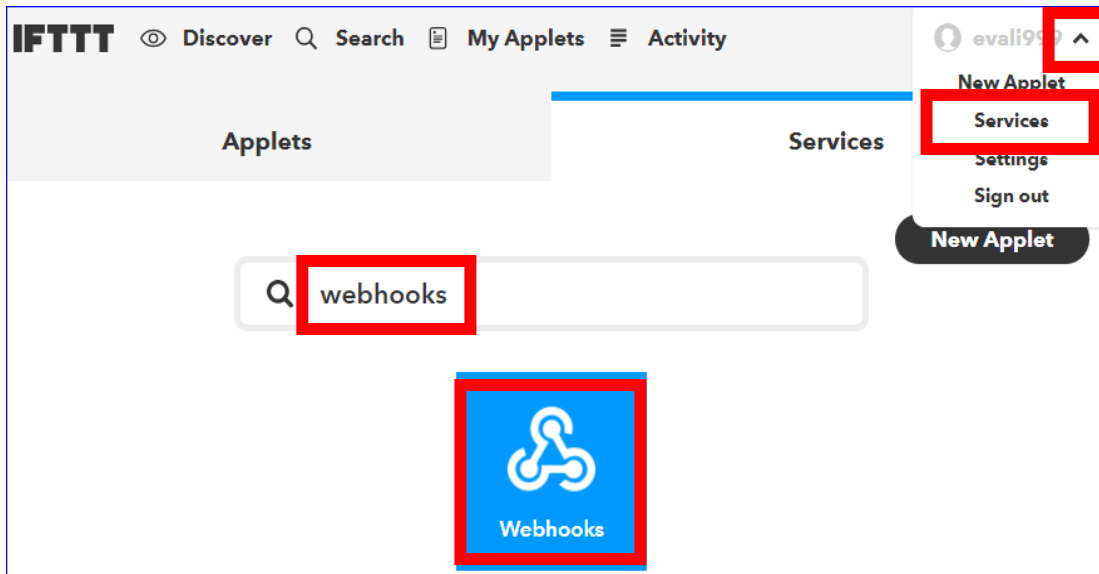 IFTTT Discover Search My Applets Activity evali999
New Applet
Services
Settings
Sign out
Applets Services
New Applet
webhooks
Webhooks